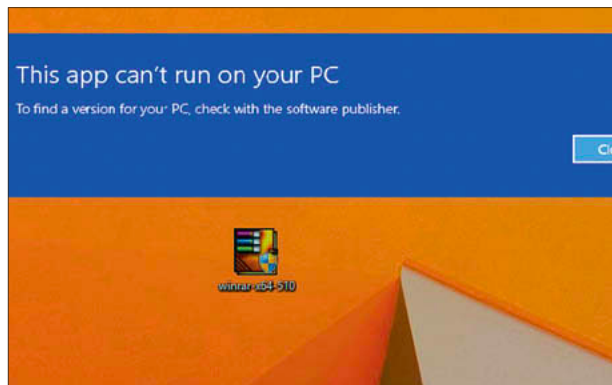 This app can't run on your PC
To find a version for your PC, check with the software publisher.
winrar-x64-510